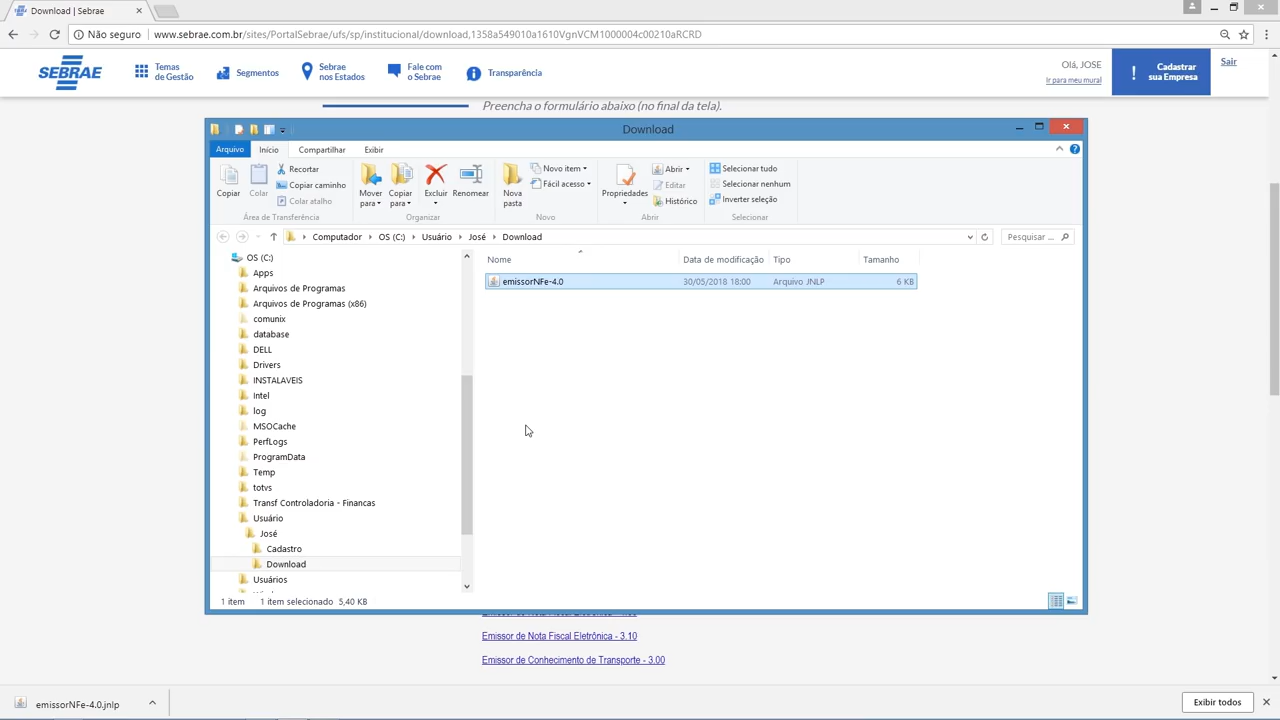 Download | Sebrae
Não seguro www.sebrae.com.br/sites/PortalSebrae/ufs/sp/institucional/download,1358a549010a1610VgnVCM1000004c00210aRCRD
SEBRAE
Temas de Gestão
Segmentos
Sebrae nos Estados
Fale com o Sebrae
Transparência
Olá, JOSE
Ir para meu mural
! Cadastrar sua Empresa
Sair
Preencha o formulário abaixo (no final da tela).
Download
Arquivo Início Compartilhar Exibir
Copiar
Colar
Recortar
Copiar caminho
Colar atalho
Área de Transferência
Mover para
Copiar para
Excluir
Renomear
Organizar
Nova pasta
Novo item
Fácil acesso
Novo
Propriedades
Abrir
Editar
Histórico
Abrir
Selecionar tudo
Selecionar nenhum
Inverter seleção
Selecionar
Computador OS (C:) Usuário José Download
Pesquisar ...
OS (C:)
Apps
Arquivos de Programas
Arquivos de Programas (x86)
comunix
database
DELL
Drivers
INSTALAVEIS
Intel
log
MSOCache
PerfLogs
ProgramData
Temp
totvs
Transf Controladoria - Financas
Usuário
José
Cadastro
Download
Usuários
Nome Data de modificação Tipo Tamanho
emissorNFe-4.0 30/05/2018 18:00 Arquivo JNLP 6 KB
1 item 1 item selecionado 5,40 KB
Emissor de Nota Fiscal Eletrônica - 3.10
Emissor de Conhecimento de Transporte - 3.00
emissorNFe-4.0.jnlp
Exibir todos